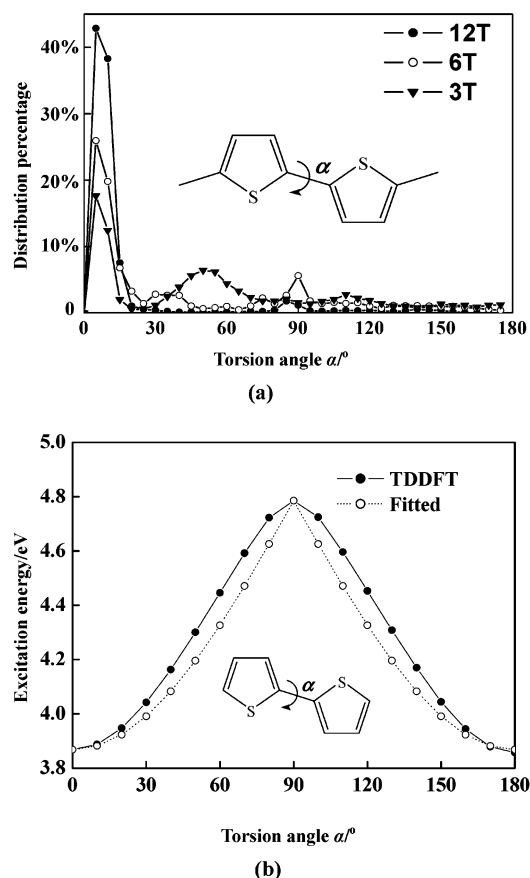 Distribution percentage
40%
30%
20%
10%
0
12T
6T
3T
S
α
S
0 30 60 90 120 150 180
Torsion angle α/°
(a)
Excitation energy/eV
5.0
4.8
4.6
4.4
4.2
4.0
3.8
TDDFT
Fitted
S
α
S
0 30 60 90 120 150 180
Torsion angle α/°
(b)